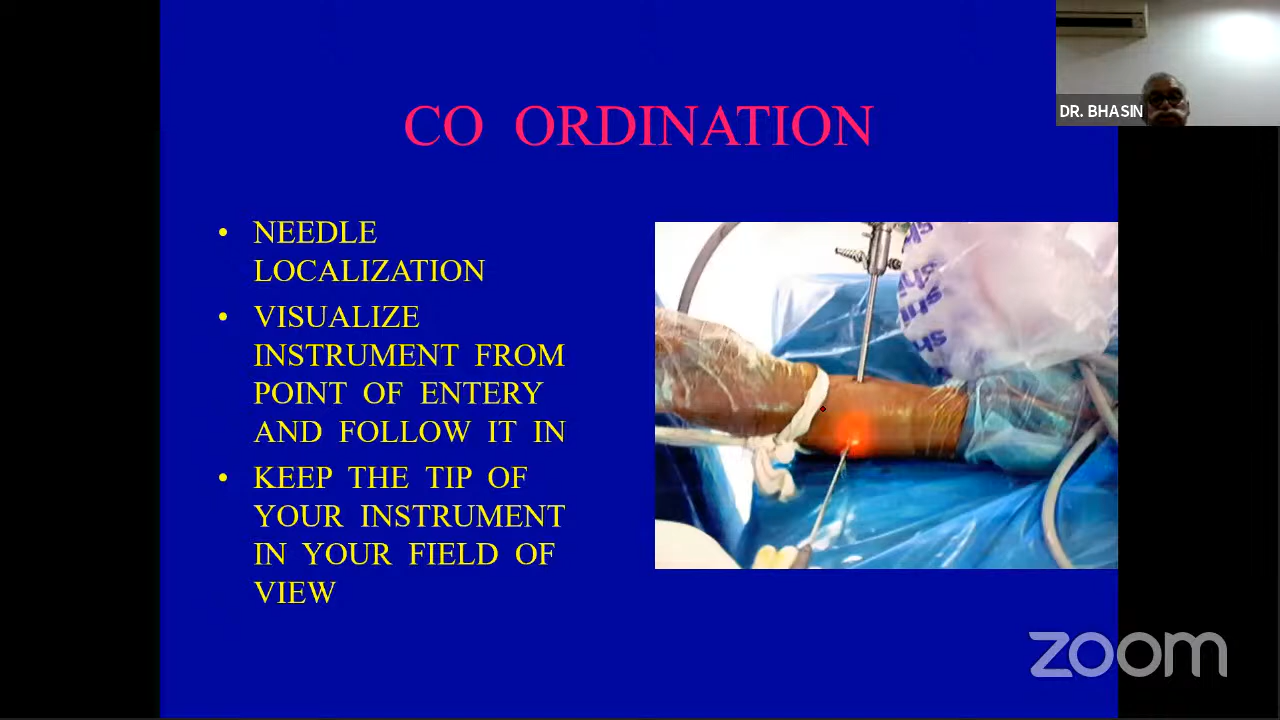 DR. BHASIN
CO ORDINATION
• NEEDLE
LOCALIZATION
• VISUALIZE
INSTRUMENT FROM
POINT OF ENTERY
AND FOLLOW IT IN
• KEEP THE TIP OF
YOUR INSTRUMENT
IN YOUR FIELD OF
VIEW
zoom